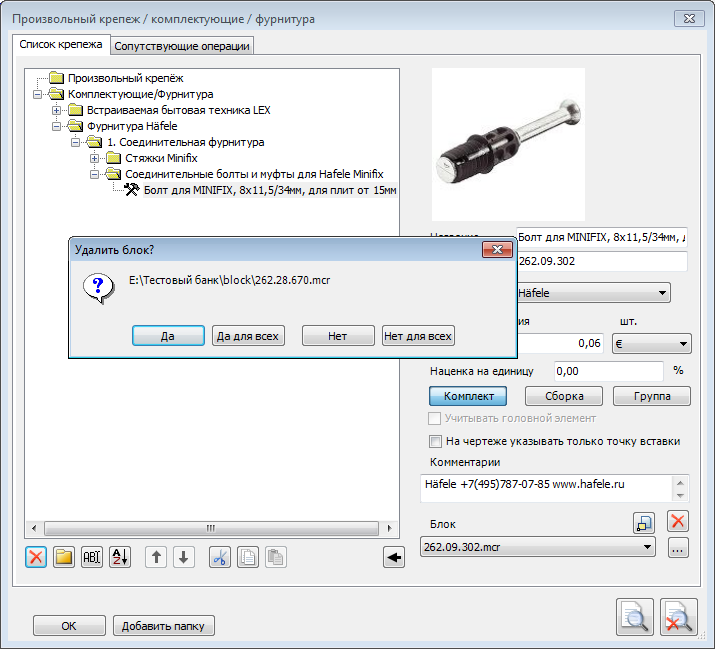 Произвольный крепеж / комплектующие / фурнитура
Список крепежа
Сопутствующие операции
Произвольный крепёж
Комплектующие/Фурнитура
Встраиваемая бытовая техника LEX
Фурнитура Häfele
1. Соединительная фурнитура
Стяжки Minifix
Соединительные болты и муфты для Hafele Minifix
Болт для MINIFIX, 8x11,5/34мм, для плит от 15мм
Болт для MINIFIX, 8x11,5/34мм,
Удалить блок?
262.09.302
E:\Тестовый банк\block\262.28.670.mcr
Häfele
ия
шт.
Да
Да для всех
Нет
Нет для всех
0,06
€
Наценка на единицу
0,00
%
Комплект
Сборка
Группа
Учитывать головной элемент
На чертеже указывать только точку вставки
Комментарии
Häfele +7(495)787-07-85 www.hafele.ru
Блок
262.09.302.mcr
...
ABI
AZ
ОК
Добавить папку